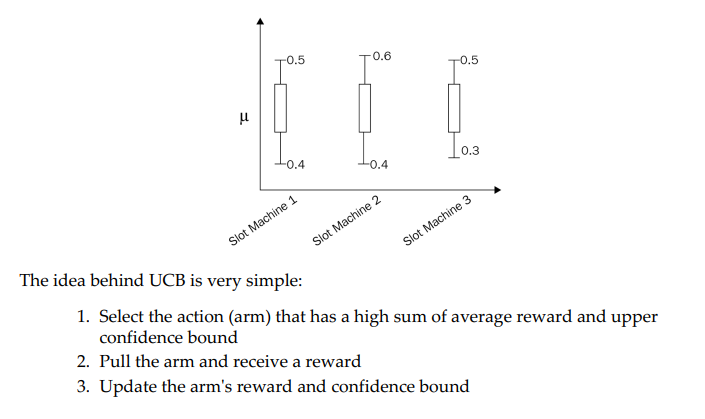 0.5
0.6
0.5
μ
0.3
0.4
0.4
Slot Machine 1
Slot Machine 2
Slot Machine 3
The idea behind UCB is very simple:
1. Select the action (arm) that has a high sum of average reward and upper
confidence bound
2. Pull the arm and receive a reward
3. Update the arm's reward and confidence bound